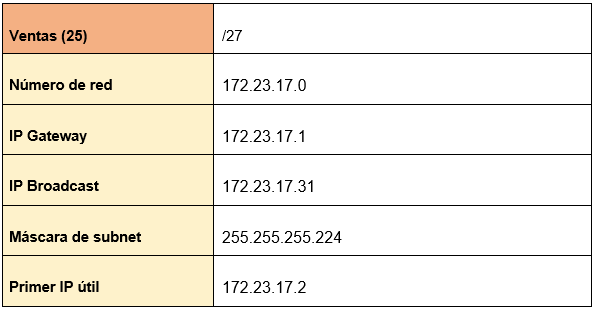 Ventas (25) /27
Número de red 172.23.17.0
IP Gateway 172.23.17.1
IP Broadcast 172.23.17.31
Máscara de subnet 255.255.255.224
Primer IP útil 172.23.17.2